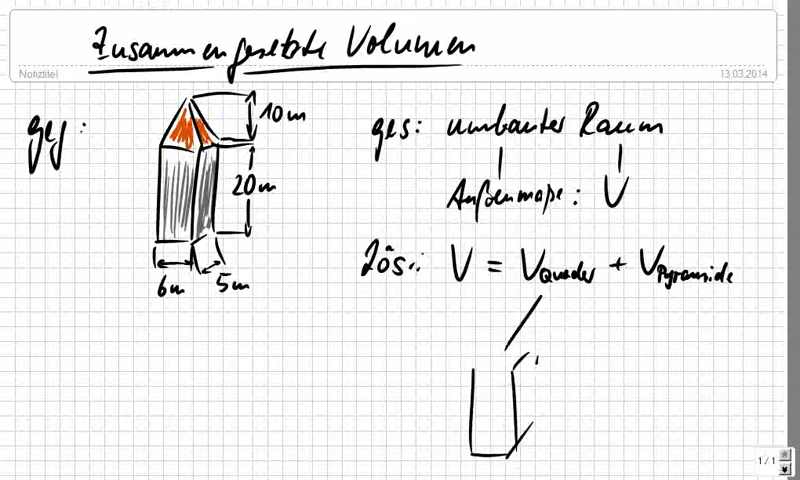 Zusammengesetzte Volumen
Notiztitel
13.03.2014
geg:
10m
20m
6m
5m
ges: umbauter Raum
Außenmaße: V
Lös.: V = VQuader + VPyramide
1/1